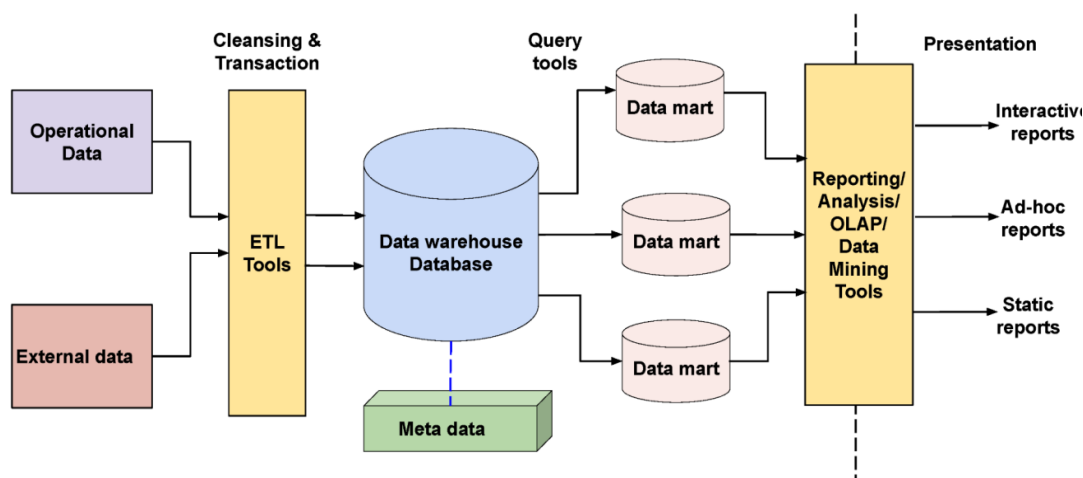 Cleansing &
Transaction
Query
tools
Presentation
Operational
Data
External data
ETL
Tools
Data warehouse
Database
Meta data
Data mart
Data mart
Data mart
Reporting/
Analysis/
OLAP/
Data
Mining
Tools
Interactive
reports
Ad-hoc
reports
Static
reports